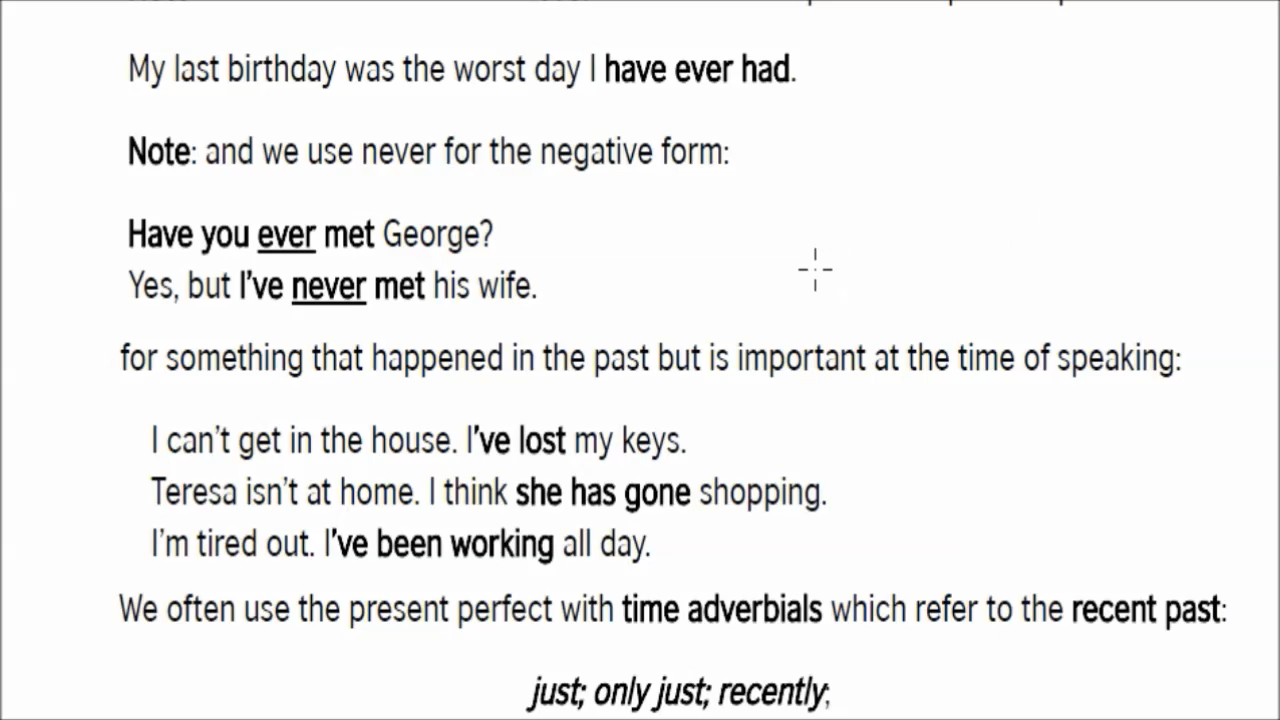 My last birthday was the worst day I have ever had.
Note: and we use never for the negative form:
Have you ever met George?
Yes, but I've never met his wife.
for something that happened in the past but is important at the time of speaking:
I can't get in the house. I've lost my keys.
Teresa isn't at home. I think she has gone shopping.
I'm tired out. I've been working all day.
We often use the present perfect with time adverbials which refer to the recent past:
just; only just; recently;